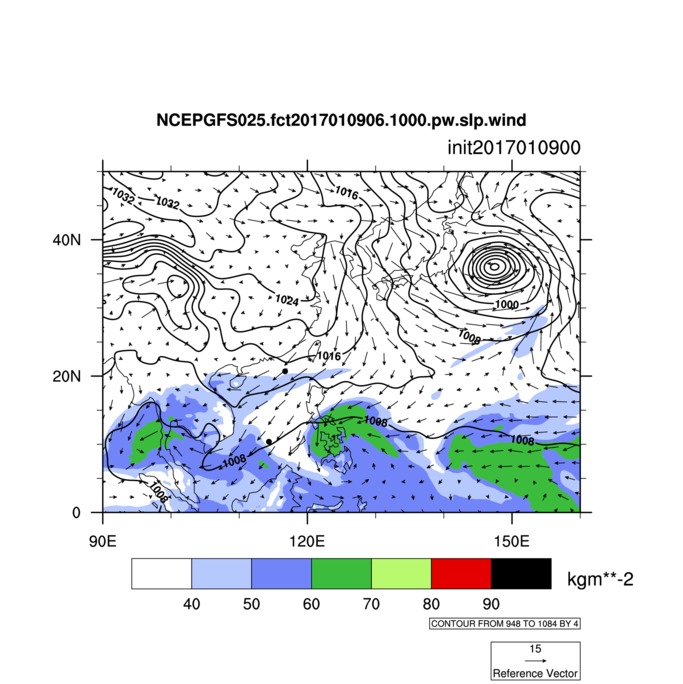 NCEPGFS025.fct2017010906.1000.pw.slp.wind
init2017010900
1016
1032
1032
40N
1024
1000
1008
1016
20N
1008
1008
1008
1008
0
90E 120E 150E
40 50 60 70 80 90
kgm**-2
CONTOUR FROM 948 TO 1084 BY 4
15
Reference Vector